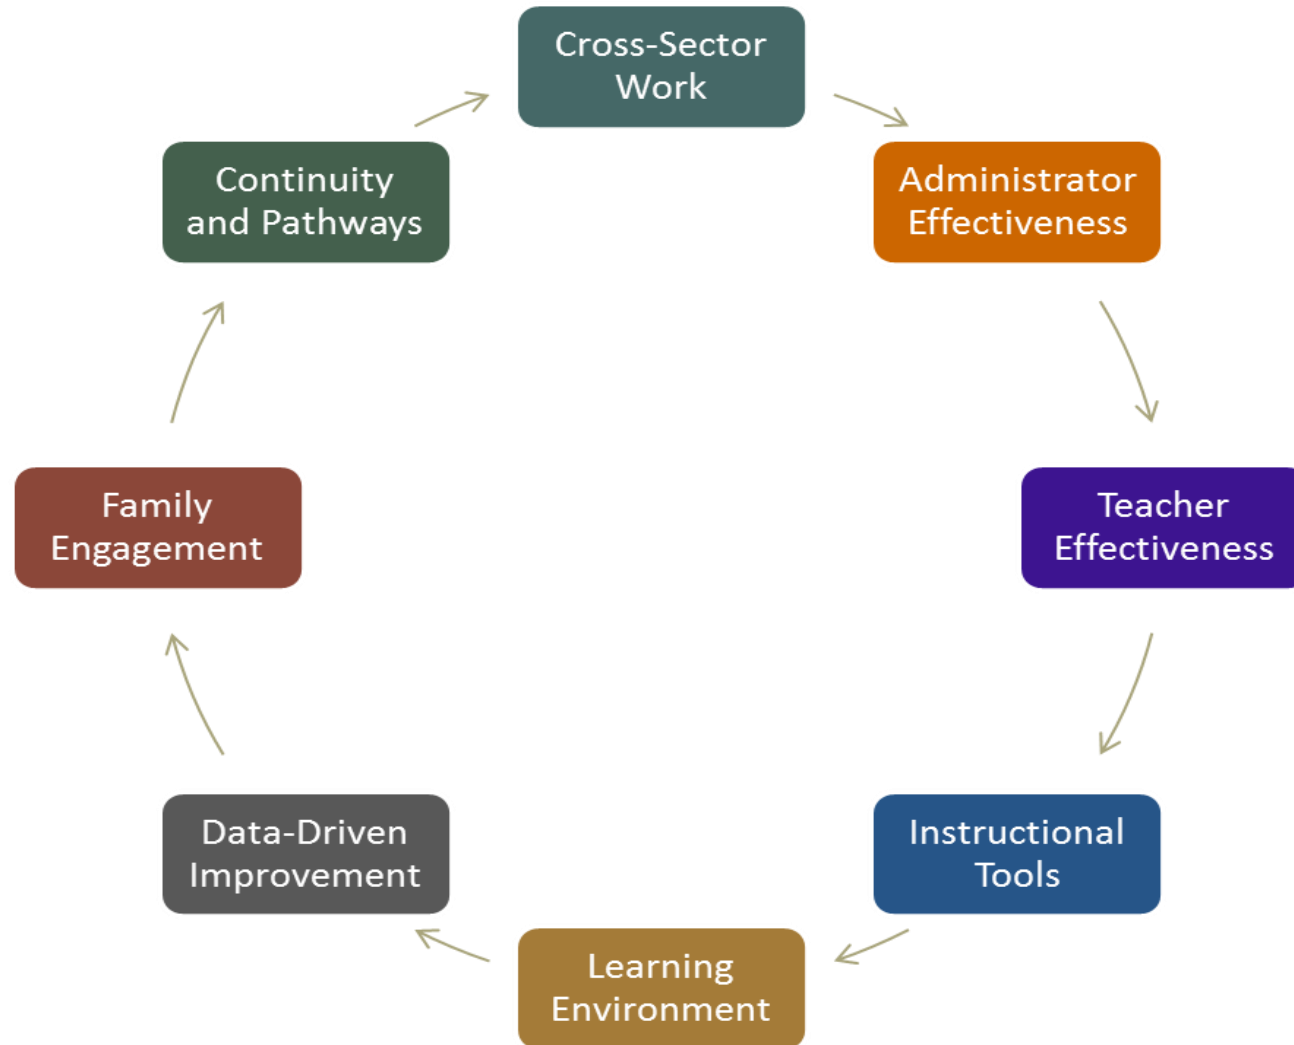 Cross-Sector
Work
Administrator
Effectiveness
Teacher
Effectiveness
Instructional
Tools
Learning
Environment
Data-Driven
Improvement
Family
Engagement
Continuity
and Pathways